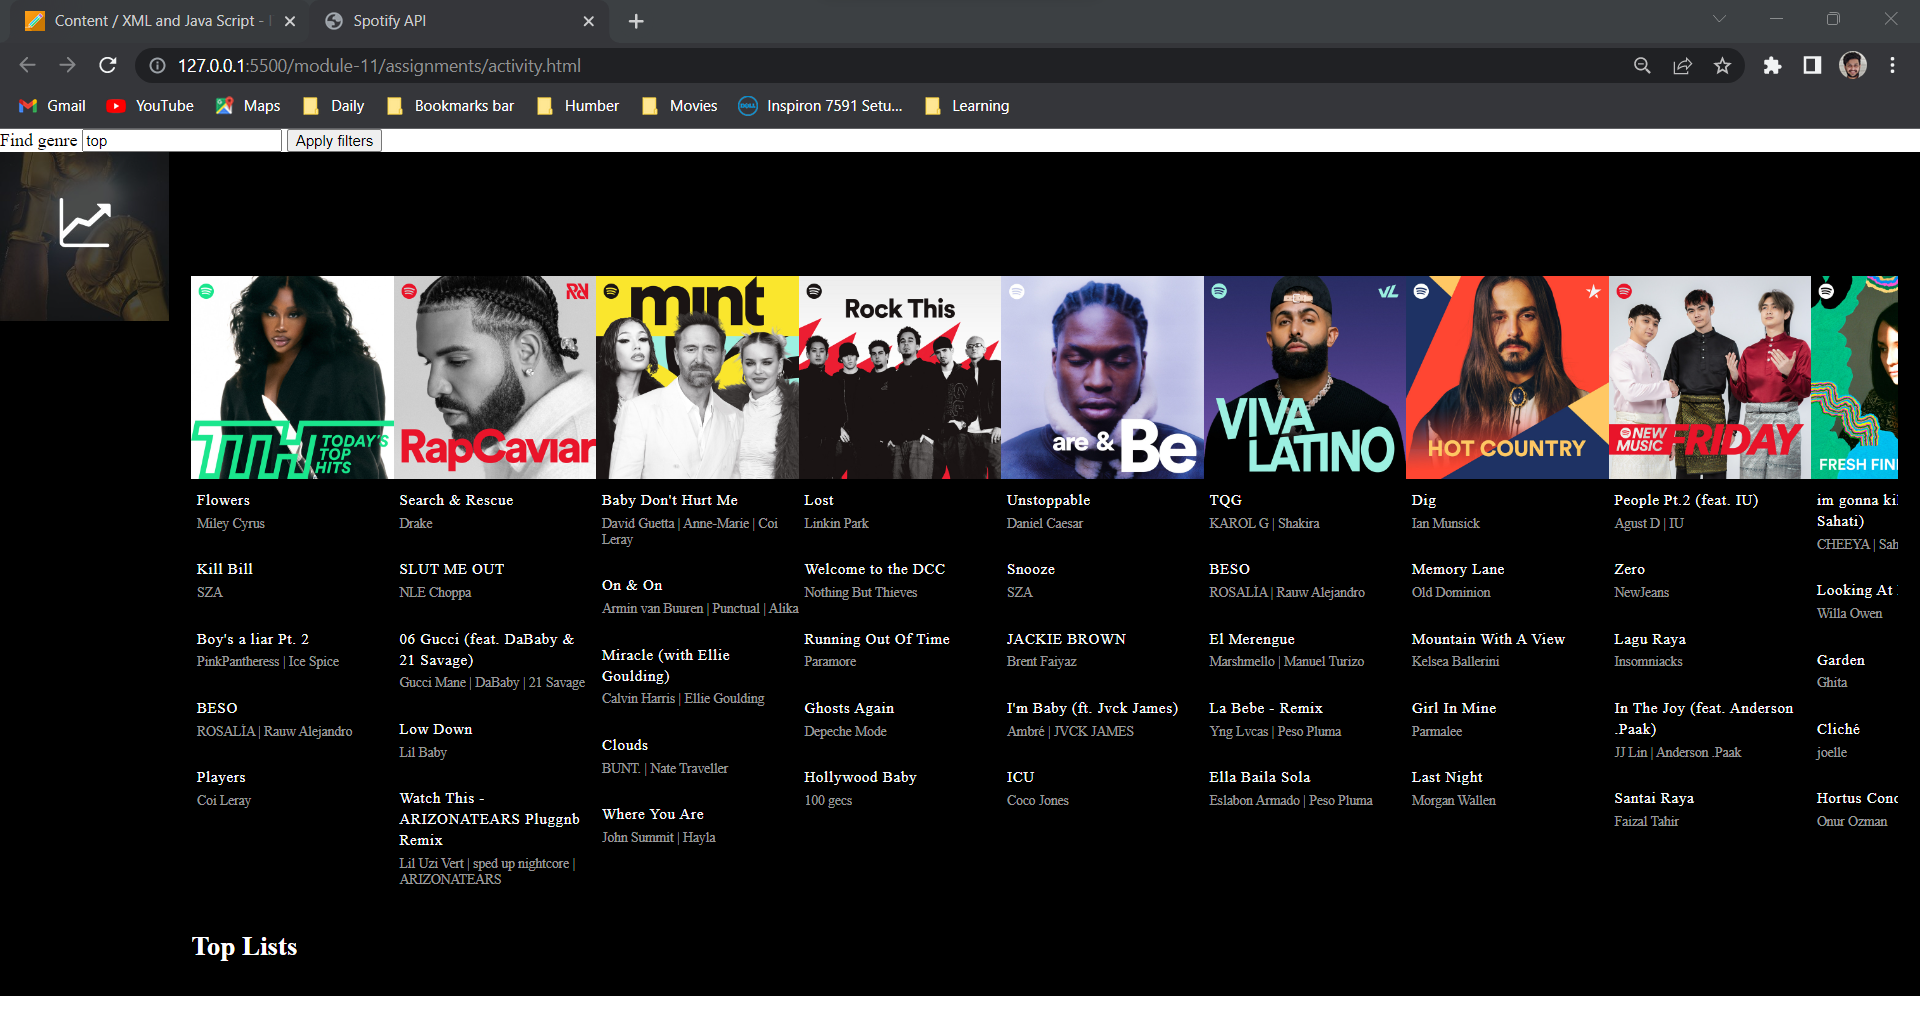 Content / XML and Java Script -
Spotify API
127.0.0.1:5500/module-11/assignments/activity.html
Gmail
YouTube
Maps
Daily
Bookmarks bar
Humber
Movies
Inspiron 7591 Setu...
Learning
Find genre top Apply filters
TTH TODAY'S TOP HITS
Flowers
Miley Cyrus
Kill Bill
SZA
Boy's a liar Pt. 2
PinkPantheress | Ice Spice
BESO
ROSALÍA | Rauw Alejandro
Players
Coi Leray
RapCaviar
Search & Rescue
Drake
SLUT ME OUT
NLE Choppa
06 Gucci (feat. DaBaby &
21 Savage)
Gucci Mane | DaBaby | 21 Savage
Low Down
Lil Baby
Watch This -
ARIZONATEARS Pluggnb
Remix
Lil Uzi Vert | sped up nightcore |
ARIZONATEARS
mint
Baby Don't Hurt Me
David Guetta | Anne-Marie | Coi
Leray
On & On
Armin van Buuren | Punctual | Alika
Miracle (with Ellie
Goulding)
Calvin Harris | Ellie Goulding
Clouds
BUNT. | Nate Traveller
Where You Are
John Summit | Hayla
Rock This
Lost
Linkin Park
Welcome to the DCC
Nothing But Thieves
Running Out Of Time
Paramore
Ghosts Again
Depeche Mode
Hollywood Baby
100 gecs
are & Be
Unstoppable
Daniel Caesar
Snooze
SZA
JACKIE BROWN
Brent Faiyaz
I'm Baby (ft. Jvck James)
Ambré | JVCK JAMES
ICU
Coco Jones
VL
VIVA
LATINO
TQG
KAROL G | Shakira
BESO
ROSALÍA | Rauw Alejandro
El Merengue
Marshmello | Manuel Turizo
La Bebe - Remix
Yng Lvcas | Peso Pluma
Ella Baila Sola
Eslabon Armado | Peso Pluma
HOT COUNTRY
Dig
Ian Munsick
Memory Lane
Old Dominion
Mountain With A View
Kelsea Ballerini
Girl In Mine
Parmalee
Last Night
Morgan Wallen
NEW MUSIC FRIDAY
People Pt.2 (feat. IU)
Agust D | IU
Zero
NewJeans
Lagu Raya
Insomniacks
In The Joy (feat. Anderson
.Paak)
JJ Lin | Anderson .Paak
Santai Raya
Faizal Tahir
FRESH FIN
im gonna ki
Sahati)
CHEEYA | Sah
Looking At
Willa Owen
Garden
Ghita
Cliché
joelle
Hortus Conc
Onur Ozman
Top Lists